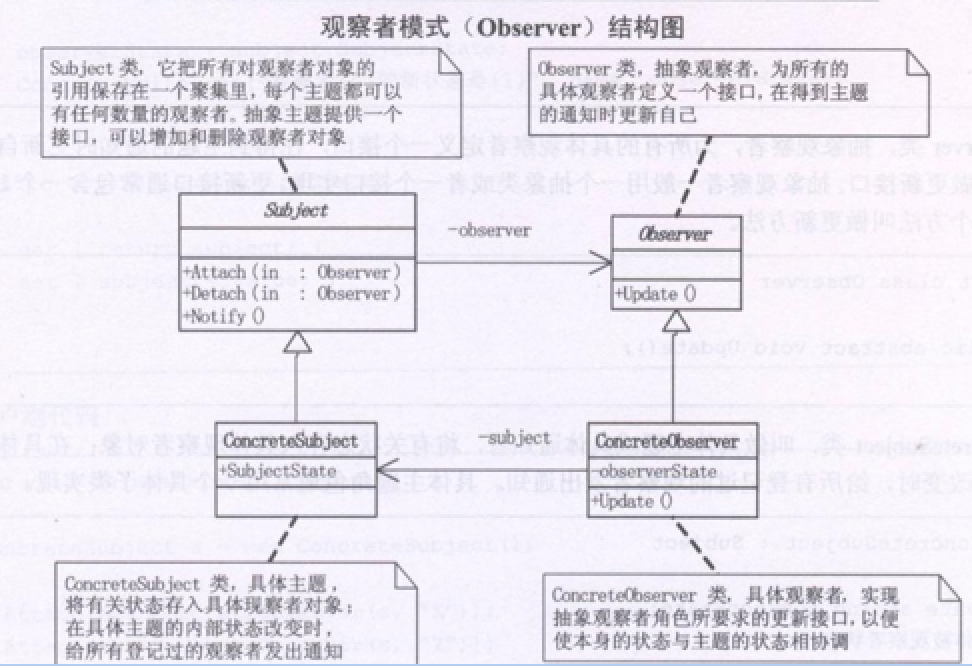 观察者模式（Observer）结构图
Subject 类，它把所有对观察者对象的
引用保存在一个聚集里，每个主题都可以
有任何数量的观察者。抽象主题提供一个
接口，可以增加和删除观察者对象
Observer 类，抽象观察者，为所有的
具体观察者定义一个接口，在得到主题
的通知时更新自己
Subject
+Attach(in : Observer)
+Detach(in : Observer)
+Notify()
-observer
Observer
+Update()
ConcreteSubject
+SubjectState
-subject
ConcreteObserver
-observerState
+Update()
ConcreteSubject 类，具体主题，
将有关状态存入具体现察者对象；
在具体主题的内部状态改变时，
给所有登记过的观察者发出通知
ConcreteObserver 类，具体观察者，实现
抽象观察者角色所要求的更新接口，以便
使本身的状态与主题的状态相协调